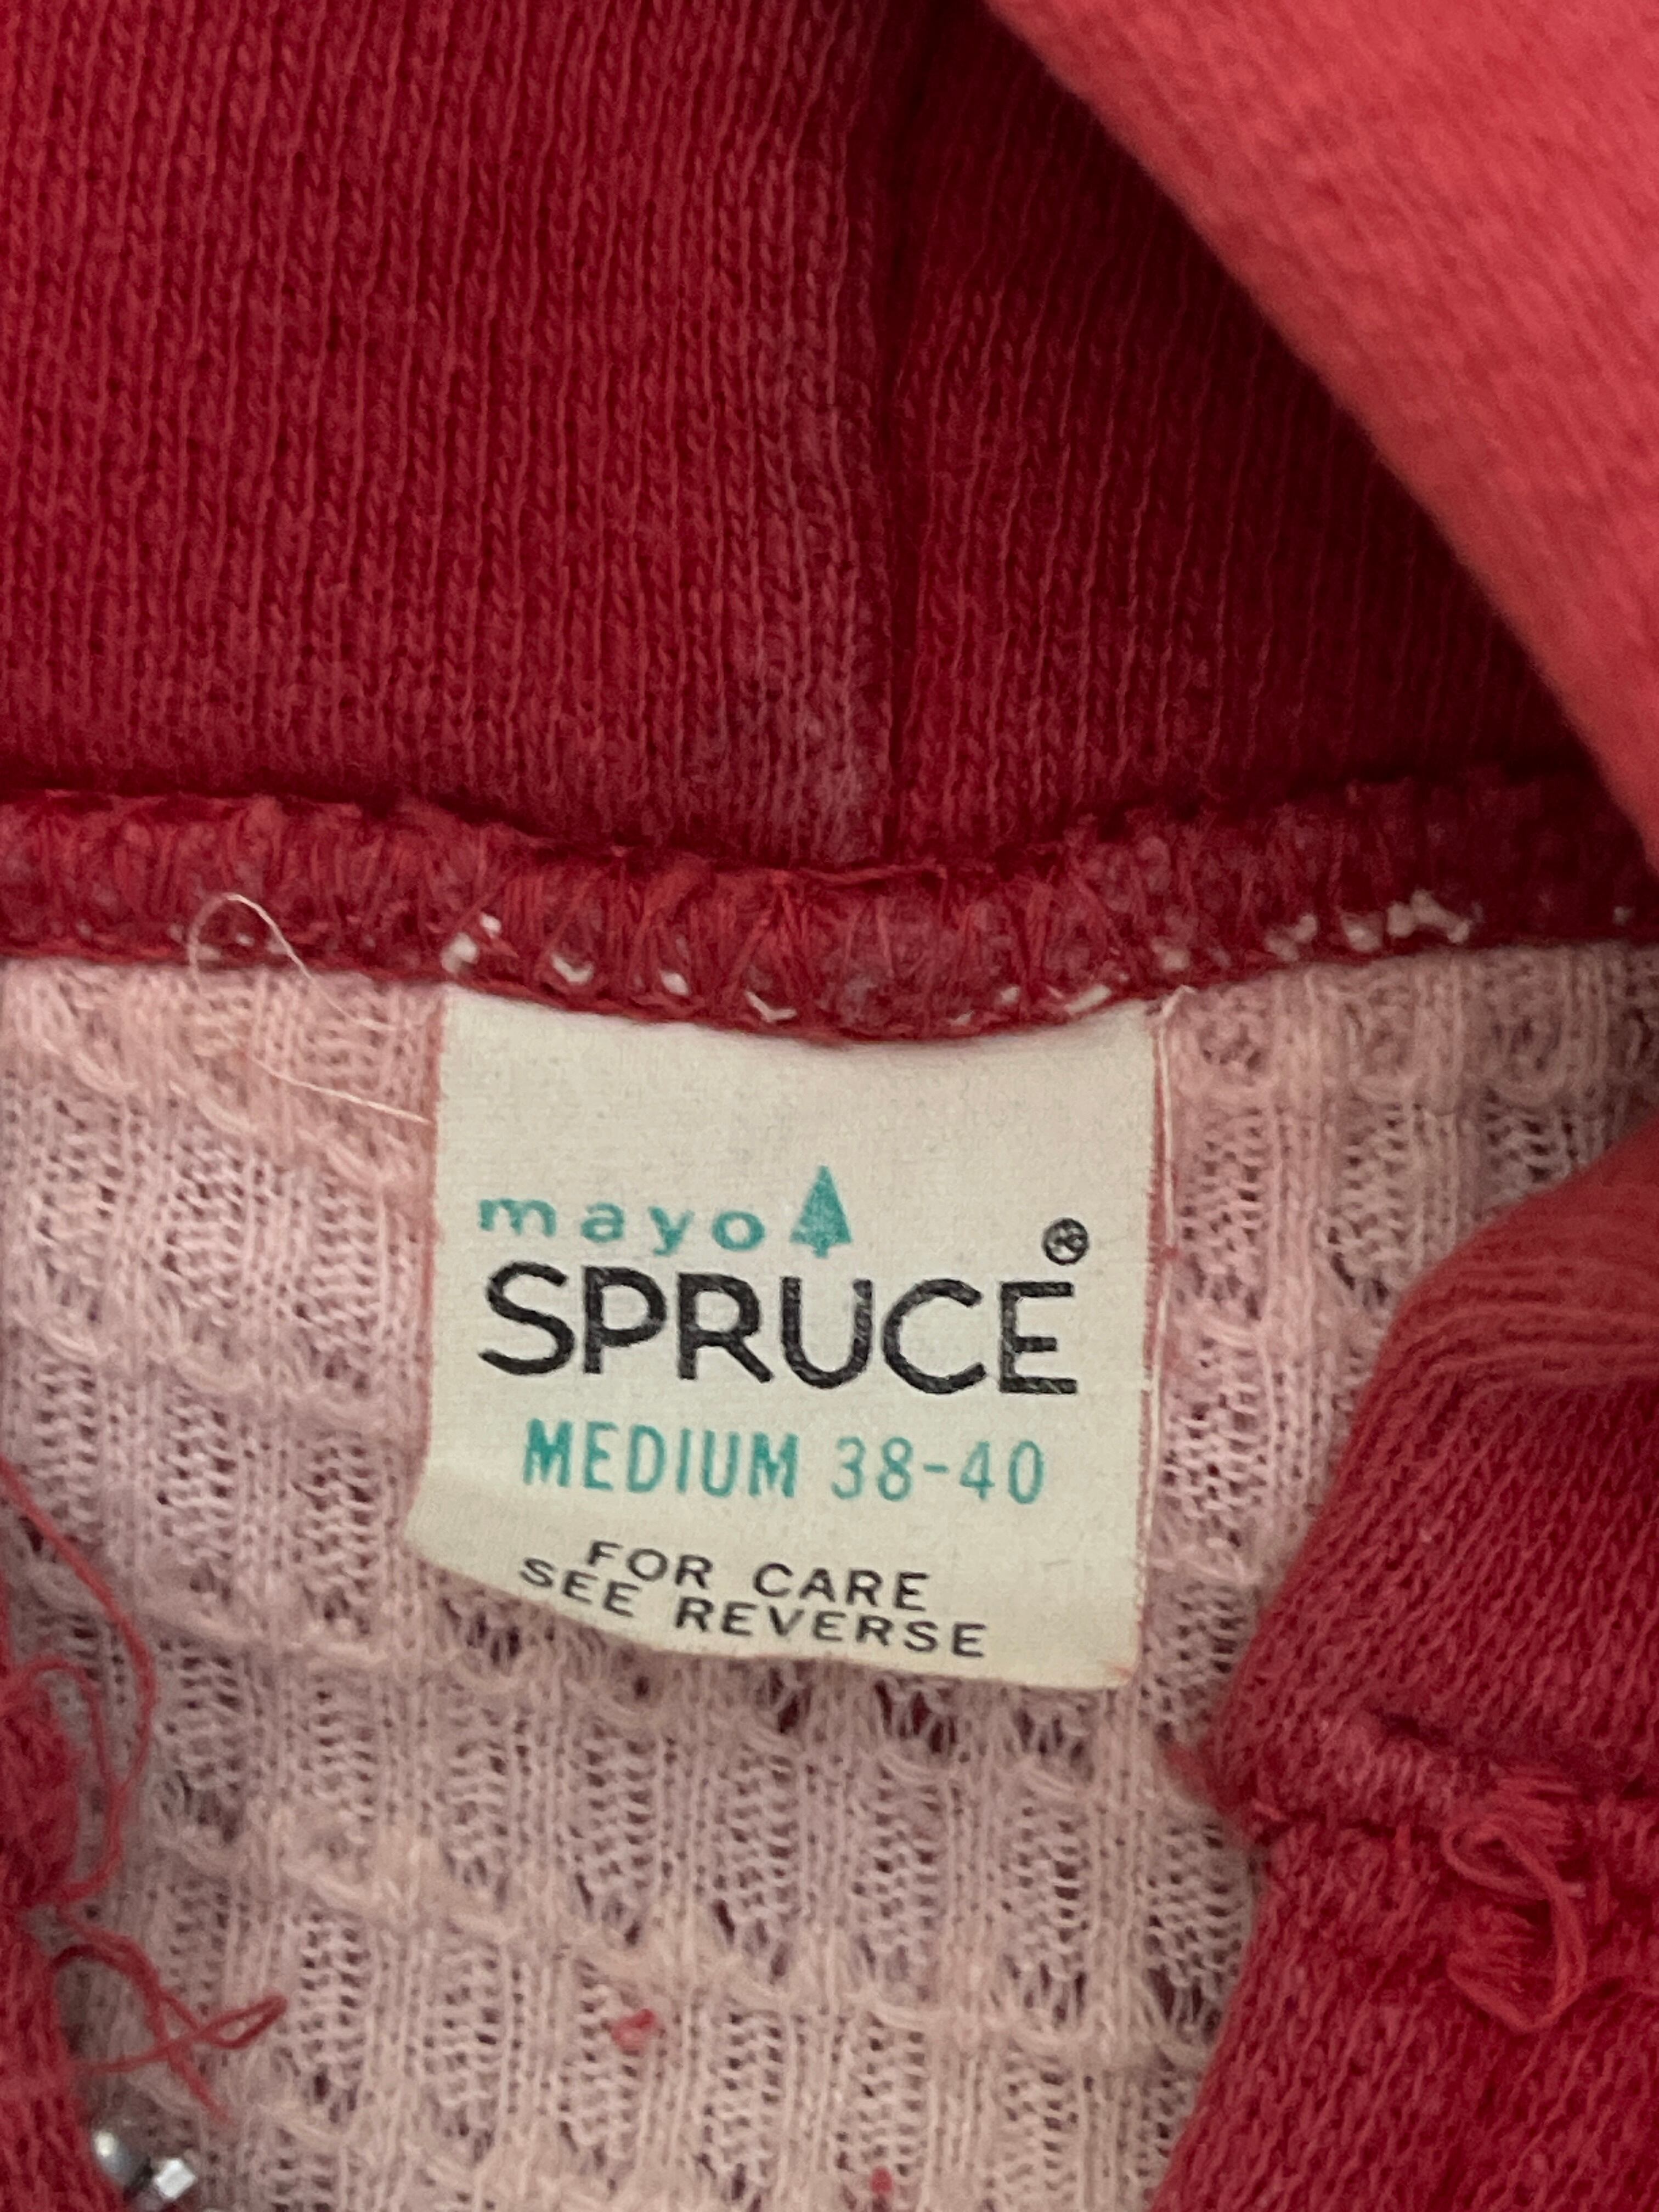 mayo
SPRUCE®
MEDIUM 38-40
FOR CARE
SEE REVERSE